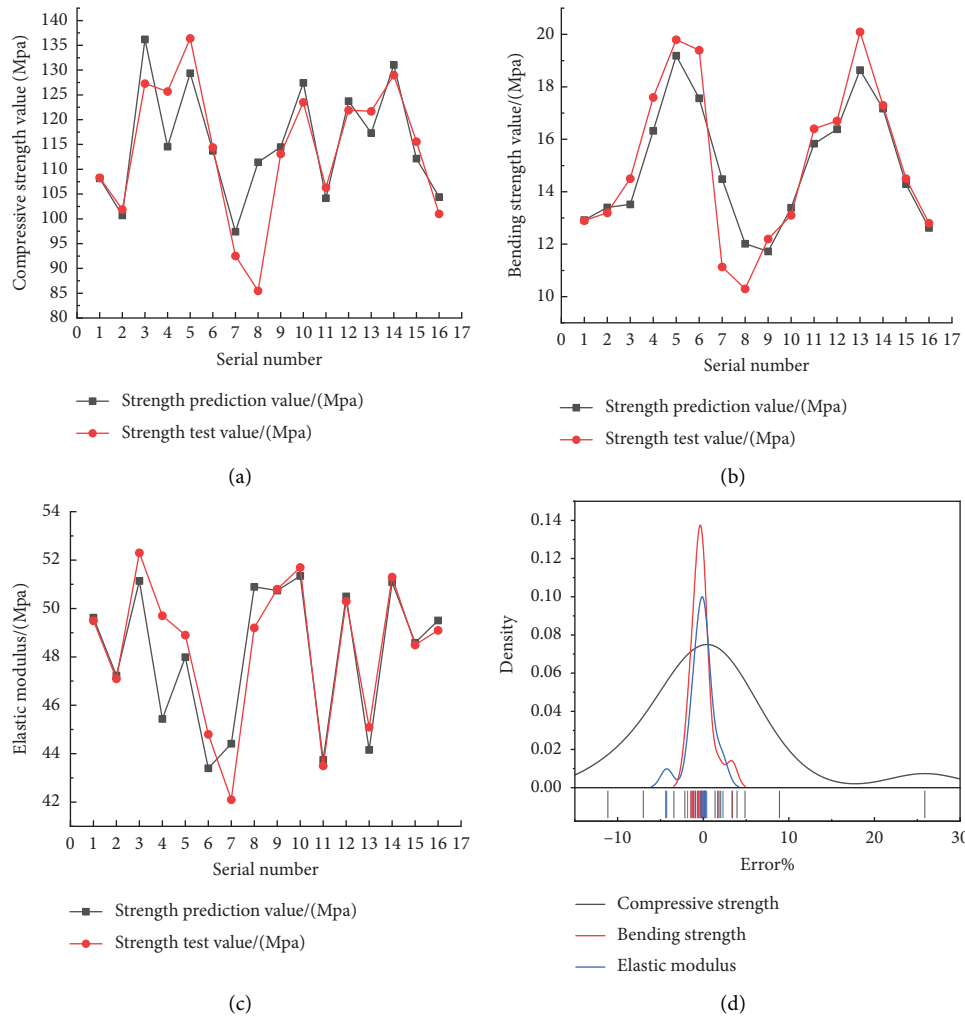 140
135
130
125
120
115
110
105
100
95
90
85
80
Compressive strength value (Mpa)
0 1 2 3 4 5 6 7 8 9 10 11 12 13 14 15 16 17
Serial number
Strength prediction value/(Mpa)
Strength test value/(Mpa)
(a)
20
18
16
14
12
10
Bending strength value/(Mpa)
0 1 2 3 4 5 6 7 8 9 10 11 12 13 14 15 16 17
Serial number
Strength prediction value/(Mpa)
Strength test value/(Mpa)
(b)
54
52
50
48
46
44
42
Elastic modulus/(Mpa)
0 1 2 3 4 5 6 7 8 9 10 11 12 13 14 15 16 17
Serial number
Strength prediction value/(Mpa)
Strength test value/(Mpa)
(c)
0.14
0.12
0.10
0.08
0.06
0.04
0.02
0.00
Density
−10 0 10 20 30
Error%
Compressive strength
Bending strength
Elastic modulus
(d)